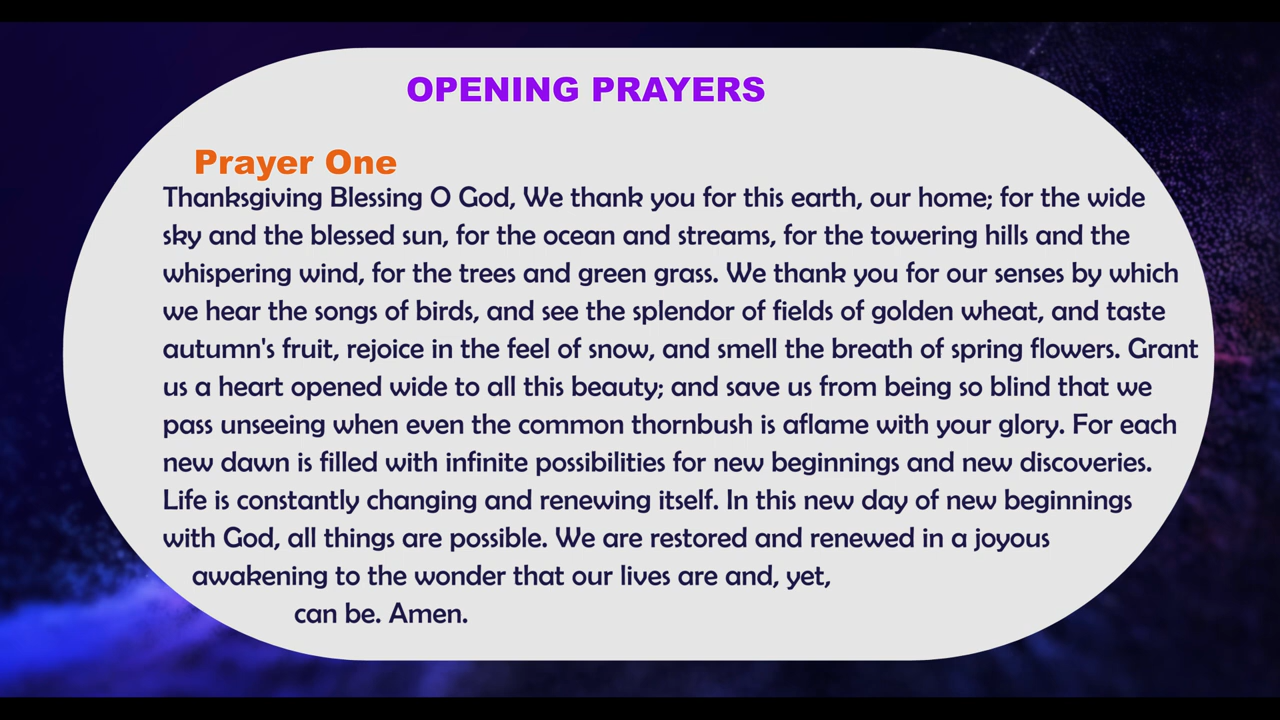 OPENING PRAYERS
Prayer One
Thanksgiving Blessing O God, We thank you for this earth, our home; for the wide
sky and the blessed sun, for the ocean and streams, for the towering hills and the
whispering wind, for the trees and green grass. We thank you for our senses by which
we hear the songs of birds, and see the splendor of fields of golden wheat, and taste
autumn's fruit, rejoice in the feel of snow, and smell the breath of spring flowers. Grant
us a heart opened wide to all this beauty; and save us from being so blind that we
pass unseeing when even the common thornbush is aflame with your glory. For each
new dawn is filled with infinite possibilities for new beginnings and new discoveries.
Life is constantly changing and renewing itself. In this new day of new beginnings
with God, all things are possible. We are restored and renewed in a joyous
awakening to the wonder that our lives are and, yet,
can be. Amen.